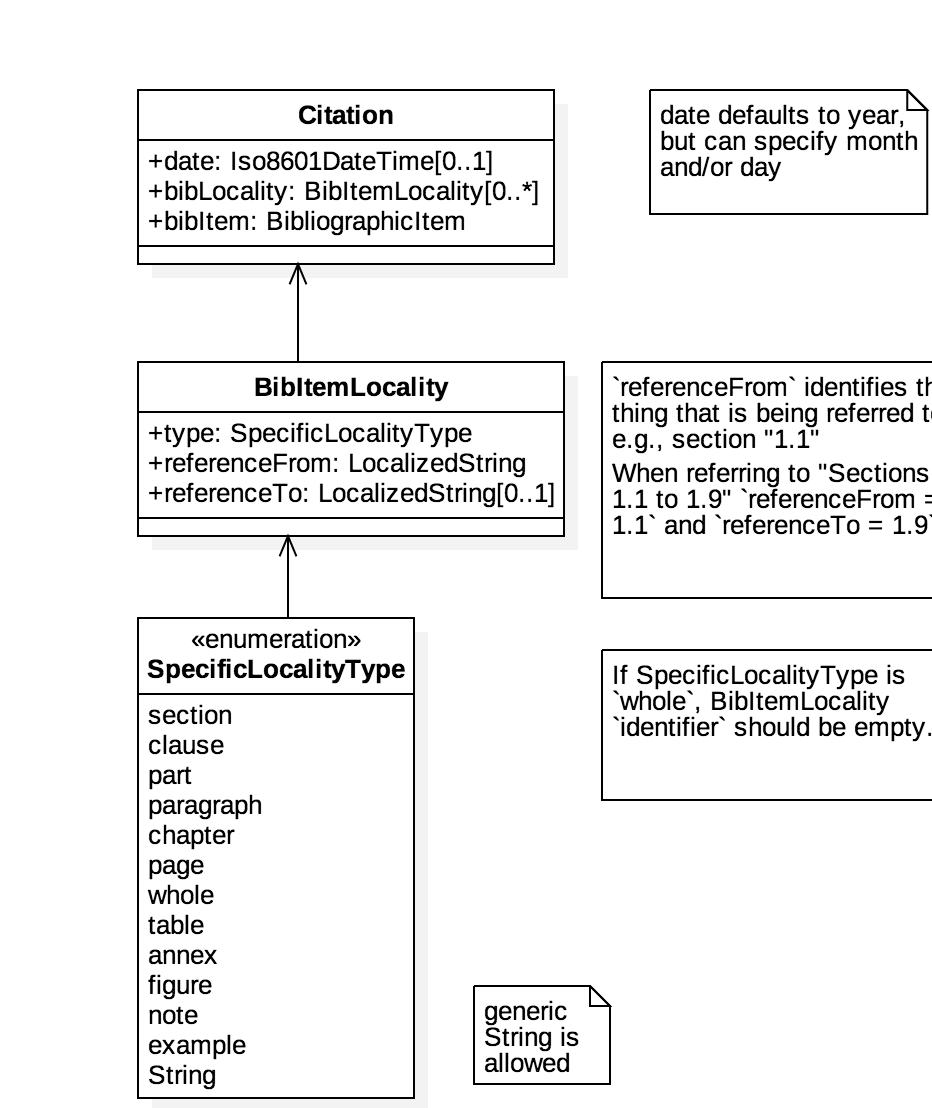 Citation
+date: Iso8601DateTime[0..1]
+bibLocality: BibItemLocality[0..*]
+bibItem: BibliographicItem
date defaults to year,
but can specify month
and/or day
BibItemLocality
+type: SpecificLocalityType
+referenceFrom: LocalizedString
+referenceTo: LocalizedString[0..1]
`referenceFrom` identifies
thing that is being referred
e.g., section "1.1"
When referring to "Sections
1.1 to 1.9" `referenceFrom =
1.1` and `referenceTo = 1.9`
«enumeration»
SpecificLocalityType
section
clause
part
paragraph
chapter
page
whole
table
annex
figure
note
example
String
If SpecificLocalityType is
`whole`, BibItemLocality
`identifier` should be empty.
generic
String is
allowed